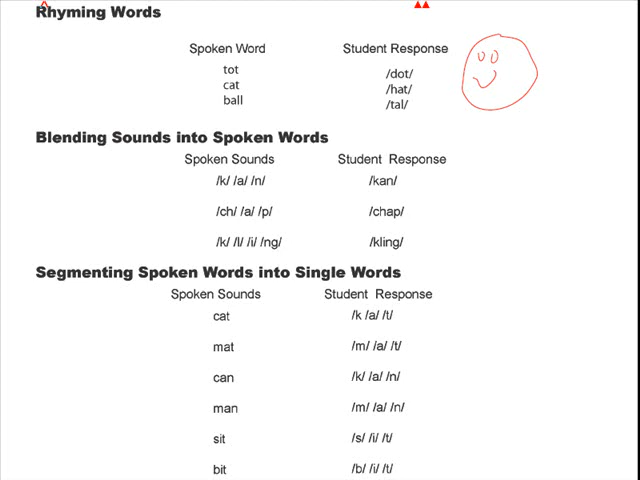 Rhyming Words
Spoken Word Student Response
tot /dot/
cat /hat/
ball /tal/
Blending Sounds into Spoken Words
Spoken Sounds Student Response
/k/ /a/ /n/ /kan/
/ch/ /a/ /p/ /chap/
/k/ /l/ /i/ /ng/ /kling/
Segmenting Spoken Words into Single Words
Spoken Sounds Student Response
cat /k /a/ /t/
mat /m/ /a/ /t/
can /k/ /a/ /n/
man /m/ /a/ /n/
sit /s/ /i/ /t/
bit /b/ /i/ /t/